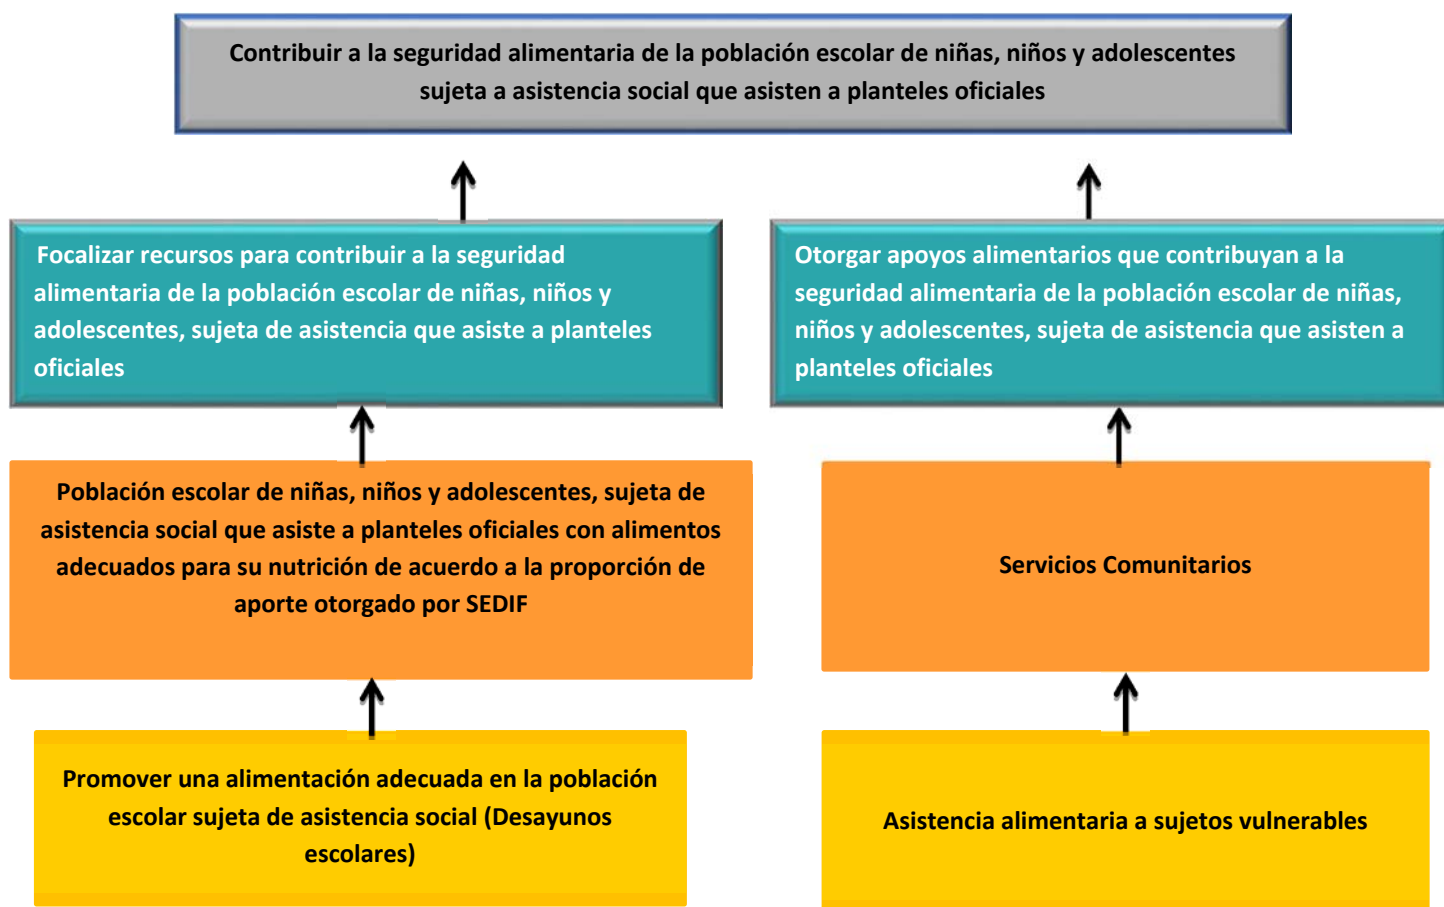 Contribuir a la seguridad alimentaria de la población escolar de niñas, niños y adolescentes
sujeta a asistencia social que asisten a planteles oficiales
Focalizar recursos para contribuir a la seguridad
alimentaria de la población escolar de niñas, niños y
adolescentes, sujeta de asistencia que asiste a planteles
oficiales
Otorgar apoyos alimentarios que contribuyan a la
seguridad alimentaria de la población escolar de niñas,
niños y adolescentes, sujeta de asistencia que asisten a
planteles oficiales
Población escolar de niñas, niños y adolescentes, sujeta de
asistencia social que asiste a planteles oficiales con alimentos
adecuados para su nutrición de acuerdo a la proporción de
aporte otorgado por SEDIF
Servicios Comunitarios
Promover una alimentación adecuada en la población
escolar sujeta de asistencia social (Desayunos
escolares)
Asistencia alimentaria a sujetos vulnerables